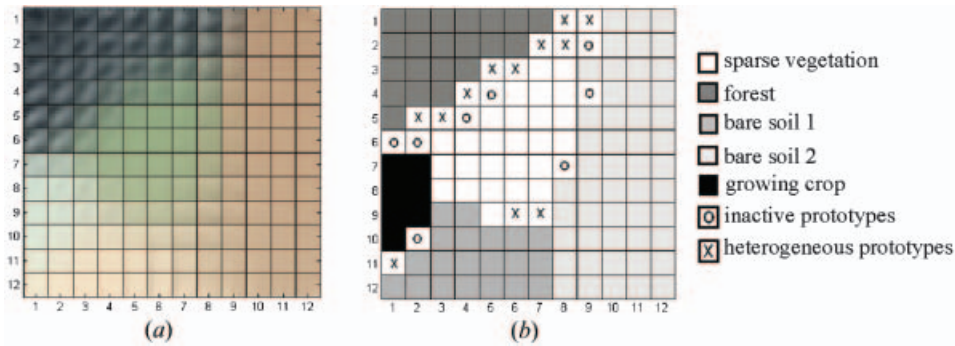 1
2
3
4
5
6
7
8
9
10
11
12
1 2 3 4 5 6 7 8 9 10 11 12
(a)
1 X X
2 X X O
3 X X
4 X O O
5 X X O
6 O O
7 O
8
9 X X
10 O
11 X
12
1 2 3 4 5 6 7 8 9 10 11 12
(b)
sparse vegetation
forest
bare soil 1
bare soil 2
growing crop
O inactive prototypes
X heterogeneous prototypes